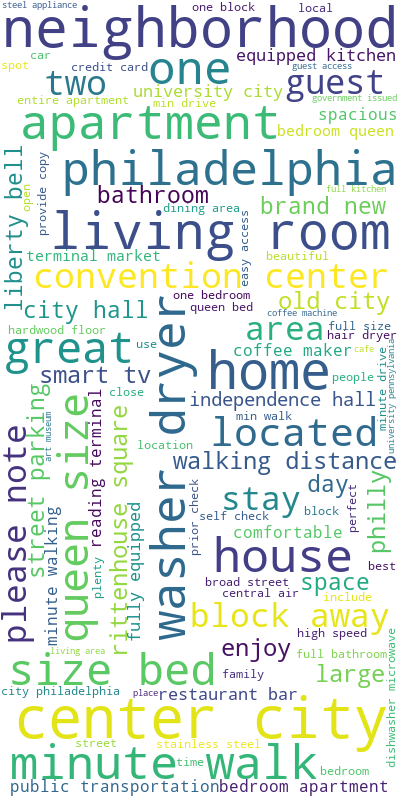 steel appliance
one block
local
neighborhood
car
credit card
one
equipped kitchen
spot
two
guest access
guest
university city
entire apartment
min drive
government issued
apartment
spacious
bedroom queen
philadelphia
liberty bell
provide copy
open
bathroom
full kitchen
dining area
brand new
living room
easy access
terminal market
beautiful
convention center
one bedroom
old city
queen bed
city hall
coffee machine
hardwood floor
use
area
full size
hair dryer
great
coffee maker
cafe
minute drive
university pennsylvania
smart tv
close
home
people
independence hall
washer dryer
street parking
art museum
queen size
reading terminal
rittenhouse square
min walk
located
location
walking distance
please note
minute walking
plenty
fully equipped
prior check
stay
day
philly
self check
block
perfect
comfortable
house
best
broad street
space
central air
include
block away
high speed
enjoy
living area
full bathroom
dishwasher microwave
size bed
family
large
city philadelphia
place
restaurant bar
center city
street
stainless steel
minute walk
time
bedroom
public transportation
bedroom apartment